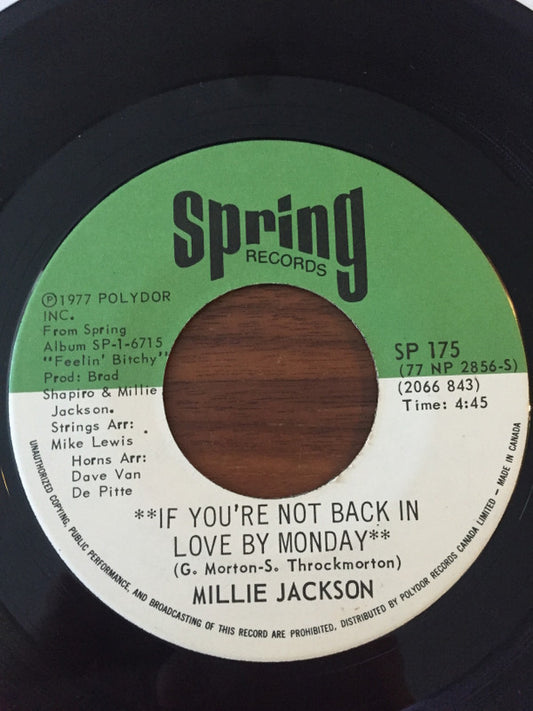 Spring
RECORDS
Ⓟ1977 POLYDOR
INC.
From Spring
Album SP-1-6715
"Feelin' Bitchy"
Prod: Brad
Shapiro & Millie
Jackson.
Strings Arr:
Mike Lewis
Horns Arr:
Dave Van
De Pitte
SP 175
(77 NP 2856-S)
(2066 843)
Time: 4:45
**IF YOU'RE NOT BACK IN
LOVE BY MONDAY**
(G. Morton-S. Throckmorton)
MILLIE JACKSON
UNAUTHORIZED COPYING, PUBLIC PERFORMANCE, AND BROADCASTING OF THIS RECORD ARE PROHIBITED. DISTRIBUTED BY POLYDOR RECORDS CANADA LIMITED – MADE IN CANADA